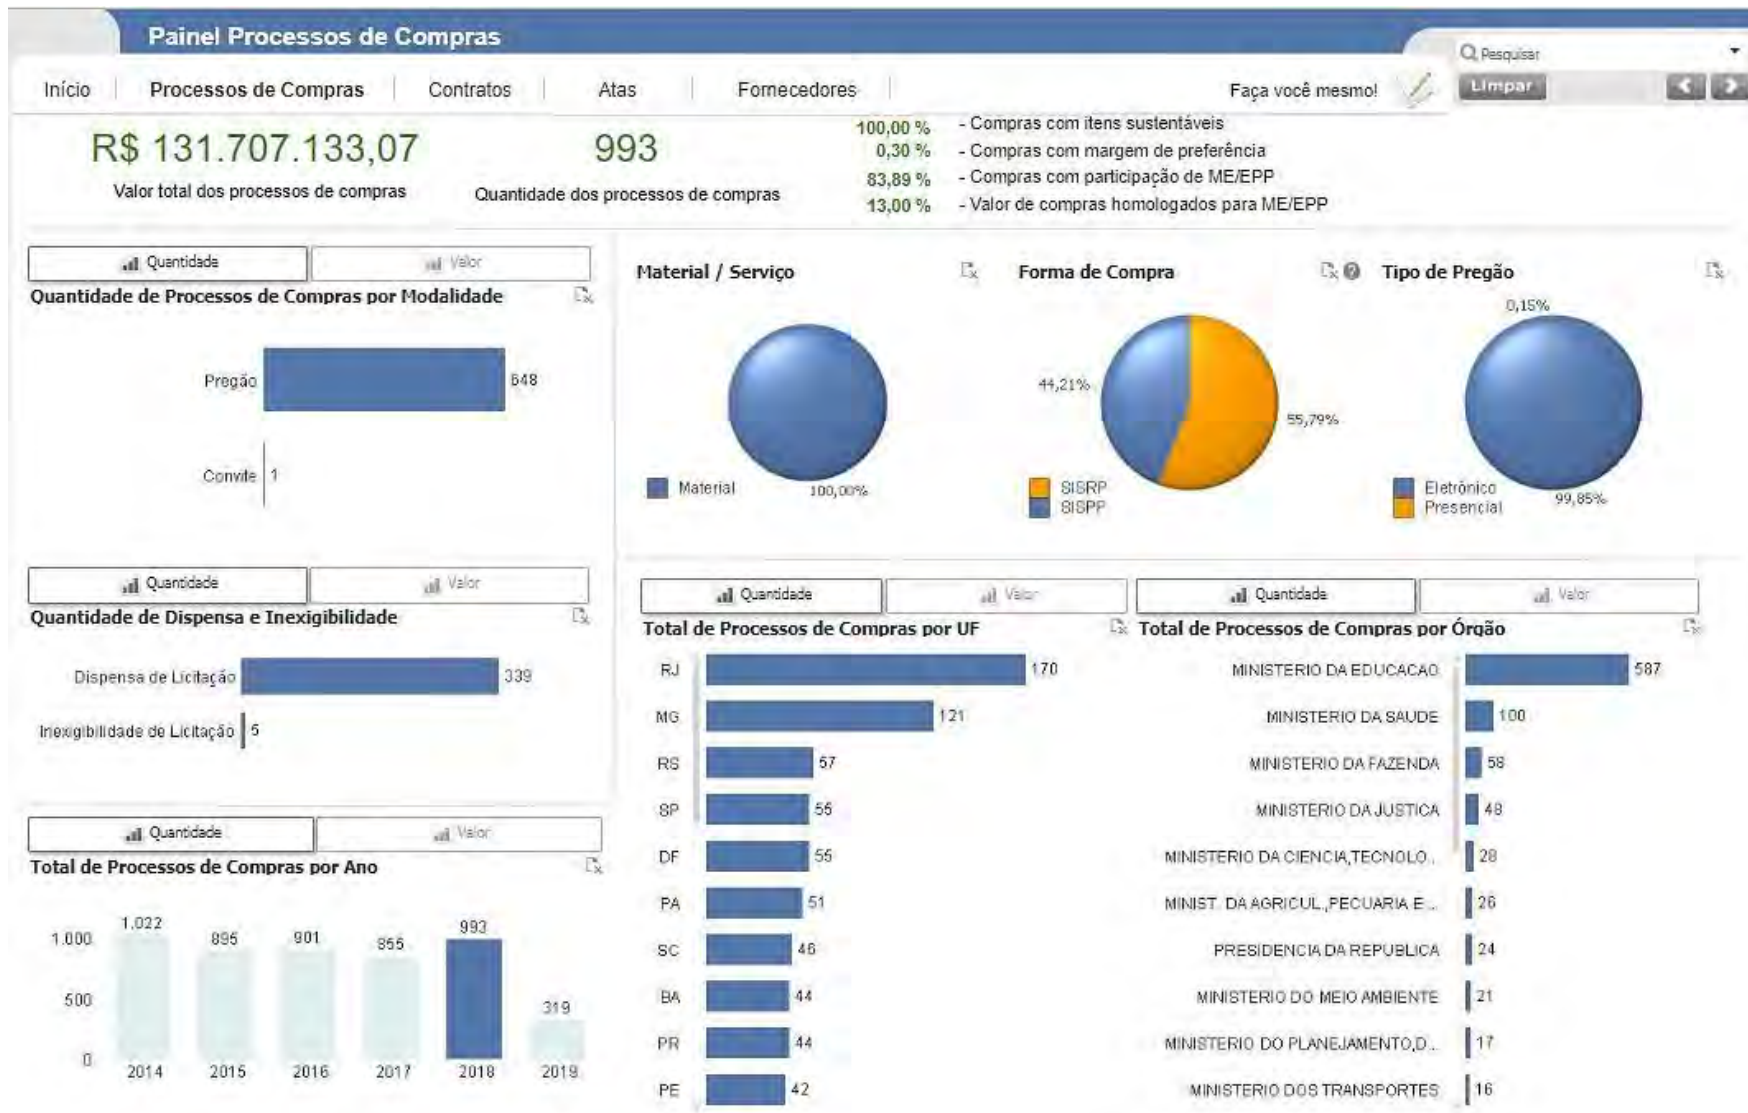 Painel Processos de Compras
Pesquisar
Início
Processos de Compras
Contratos
Atas
Fornecedores
Faça você mesmo!
Limpar
R$ 131.707.133,07
Valor total dos processos de compras
993
Quantidade dos processos de compras
100,00 % - Compras com itens sustentáveis
0,30 % - Compras com margem de preferência
83,89 % - Compras com participação de ME/EPP
13,00 % - Valor de compras homologados para ME/EPP
Quantidade Valor
Quantidade de Processos de Compras por Modalidade
Pregão 648
Convite 1
Material / Serviço
Material
100,00%
Forma de Compra
44,21%
55,79%
SISRP
SISPP
Tipo de Pregão
0,15%
Eletrônico
Presencial
99,85%
Quantidade Valor
Quantidade de Dispensa e Inexigibilidade
Dispensa de Licitação 339
Inexigibilidade de Licitação 5
Quantidade Valor
Total de Processos de Compras por Ano
1.000
500
0
1.022
895
901
855
993
319
2014 2015 2016 2017 2018 2019
Quantidade Valor
Total de Processos de Compras por UF
RJ 170
MG 121
RS 57
SP 55
DF 55
PA 51
SC 46
BA 44
PR 44
PE 42
Quantidade Valor
Total de Processos de Compras por Órgão
MINISTERIO DA EDUCACAO 587
MINISTERIO DA SAUDE 100
MINISTERIO DA FAZENDA 58
MINISTERIO DA JUSTICA 48
MINISTERIO DA CIENCIA,TECNOLO.. 28
MINIST. DA AGRICUL.,PECUARIA E... 26
PRESIDENCIA DA REPUBLICA 24
MINISTERIO DO MEIO AMBIENTE 21
MINISTERIO DO PLANEJAMENTO,D.. 17
MINISTERIO DOS TRANSPORTES 16